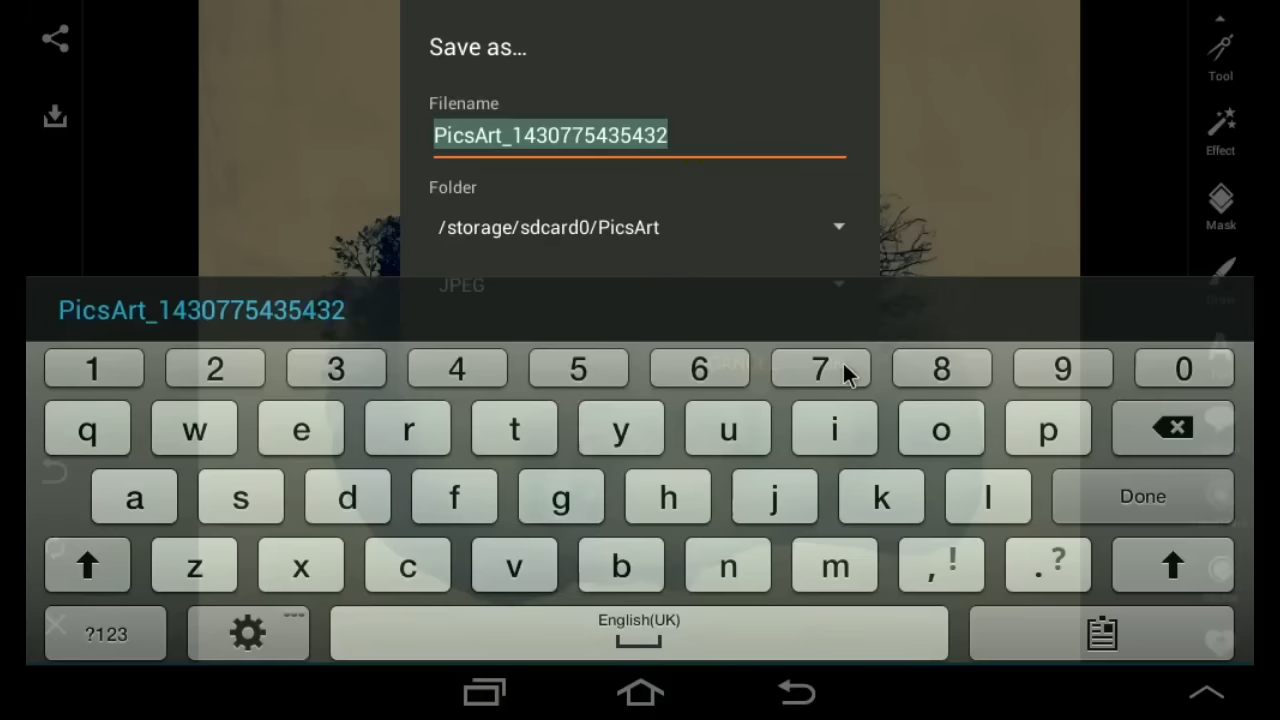 Save as...
Filename
PicsArt_1430775435432
Folder
/storage/sdcard0/PicsArt
JPEG
Tool
Effect
Mask
Draw
PicsArt_1430775435432
1 2 3 4 5 6 7 8 9 0
q w e r t y u i o p
a s d f g h j k l Done
z x c v b n m , ! . ?
?123 English(UK)